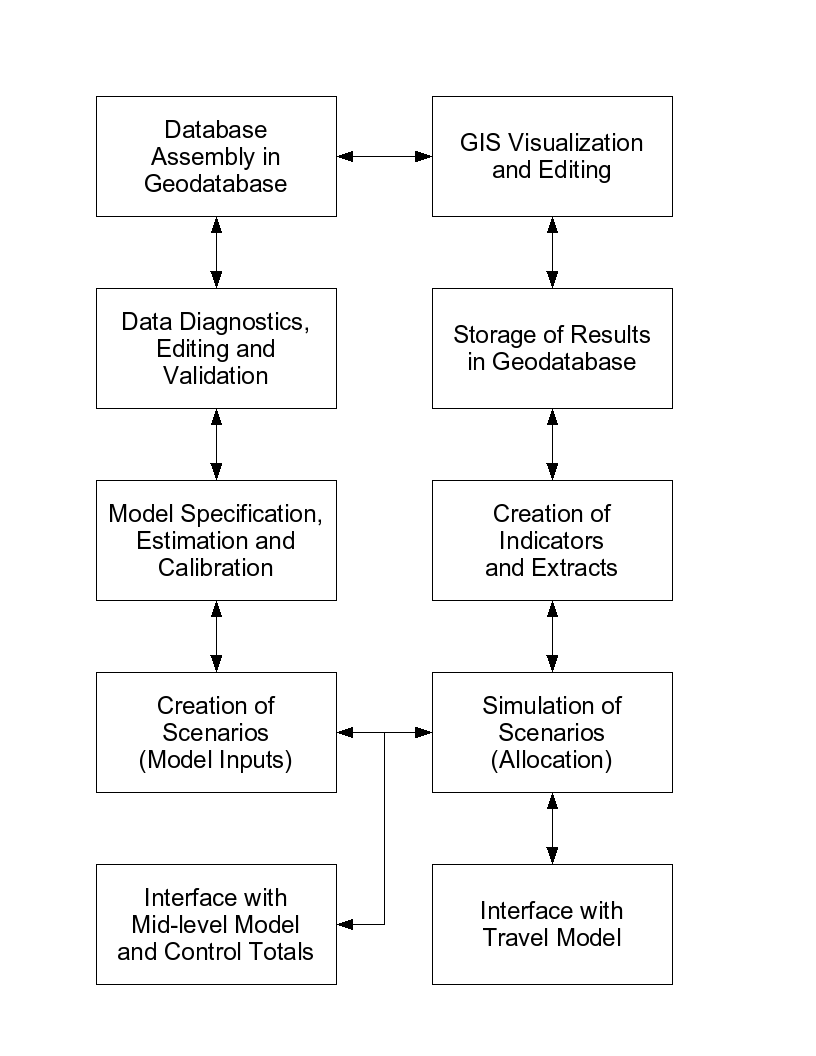 Database
Assembly in
Geodatabase
GIS Visualization
and Editing
Data Diagnostics,
Editing and
Validation
Storage of Results
in Geodatabase
Model Specification,
Estimation and
Calibration
Creation of
Indicators
and Extracts
Creation of
Scenarios
(Model Inputs)
Simulation of
Scenarios
(Allocation)
Interface with
Mid-level Model
and Control Totals
Interface with
Travel Model